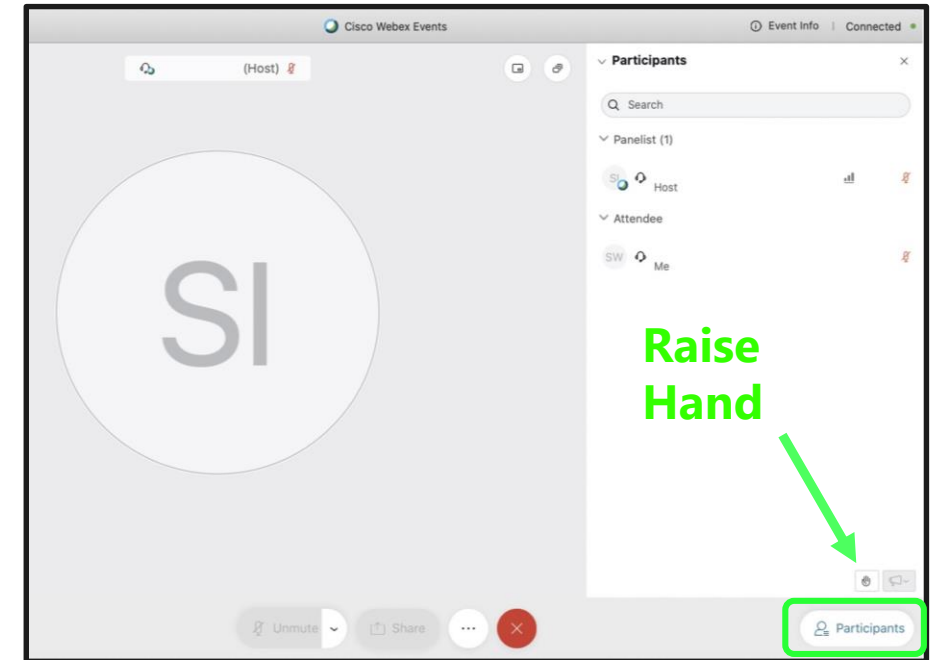 Cisco Webex Events
Event Info
Connected
(Host)
Participants
Search
Panelist (1)
SI
Host
Attendee
SW
Me
SI
Raise
Hand
Unmute
Share
Participants